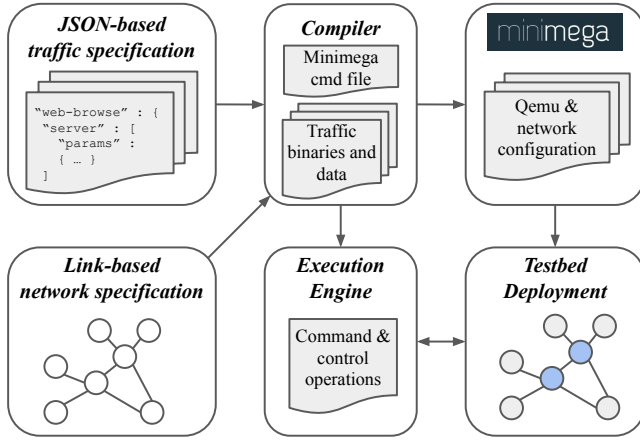 JSON-based
traffic specification
“web-browse” : {
“server” : [
“params” :
{ … }
]
Compiler
Minimega
cmd file
Traffic
binaries and
data
minimega
Qemu &
network
configuration
Link-based
network specification
Execution
Engine
Command &
control
operations
Testbed
Deployment